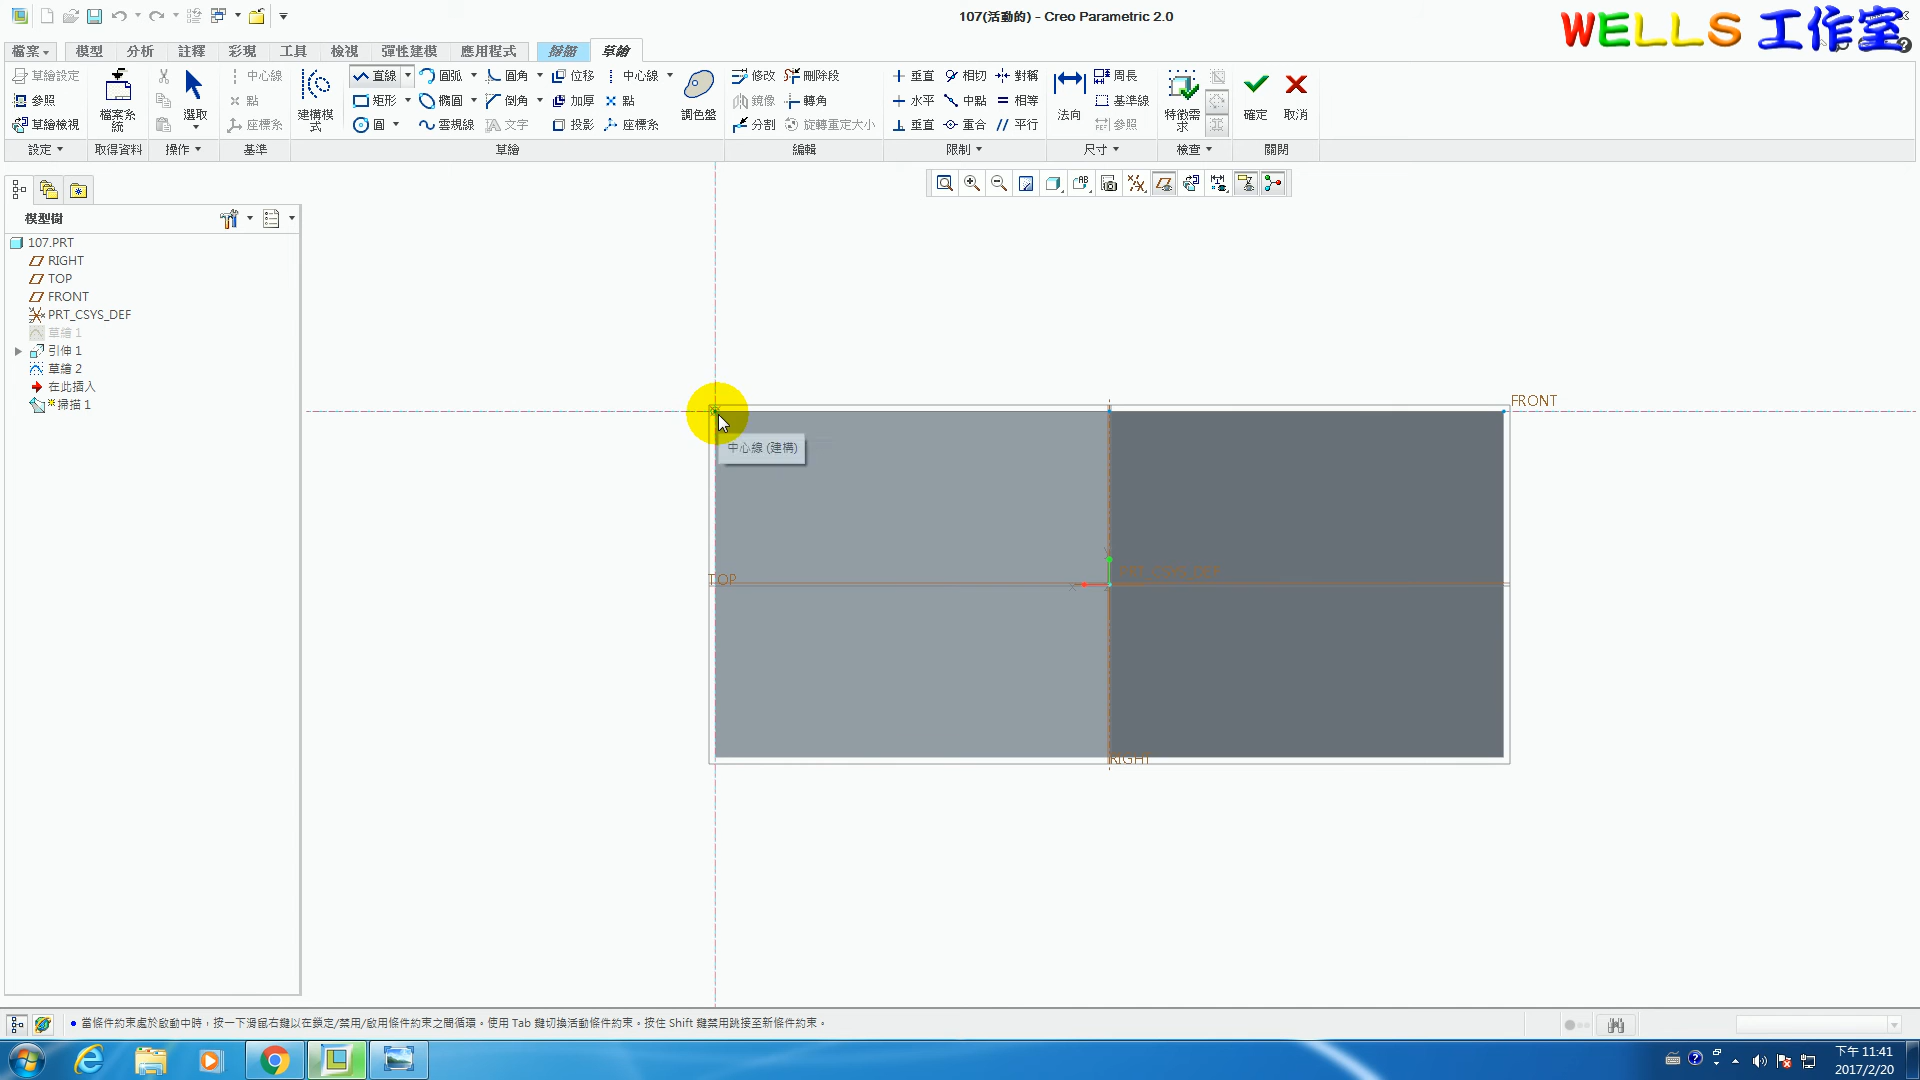 107(活動的) - Creo Parametric 2.0
WELLS 工作室
檔案 模型 分析 註釋 彩現 工具 檢視 彈性建模 應用程式 掃描 草繪
草繪設定 中心線 直線 圓弧 圓角 位移 中心線 修改 刪除段 垂直 相切 對稱 周長
參照 點 矩形 橢圓 倒角 加厚 點 鏡像 轉角 水平 中點 相等 基準線
草繪檢視 座標系 圓 雲規線 文字 投影 座標系 分割 旋轉重定大小 垂直 重合 平行 參照
檔案系統 選取 建構模式 調色盤 法向 特徵需求 確定 取消
設定 取得資料 操作 基準 草繪 編輯 限制 尺寸 檢查 關閉
模型樹
107.PRT
RIGHT
TOP
FRONT
PRT_CSYS_DEF
草繪 1
引伸 1
草繪 2
在此插入
掃描 1
FRONT
中心線 (建構)
PRT_CSYS_DEF
TOP
RIGHT
當條件約束處於啟動中時，按一下滑鼠右鍵以在鎖定/禁用/啟用條件約束之間循環。使用 Tab 鍵切換活動條件約束。按住 Shift 鍵禁用跳接至新條件約束。
下午 11:41
2017/2/20